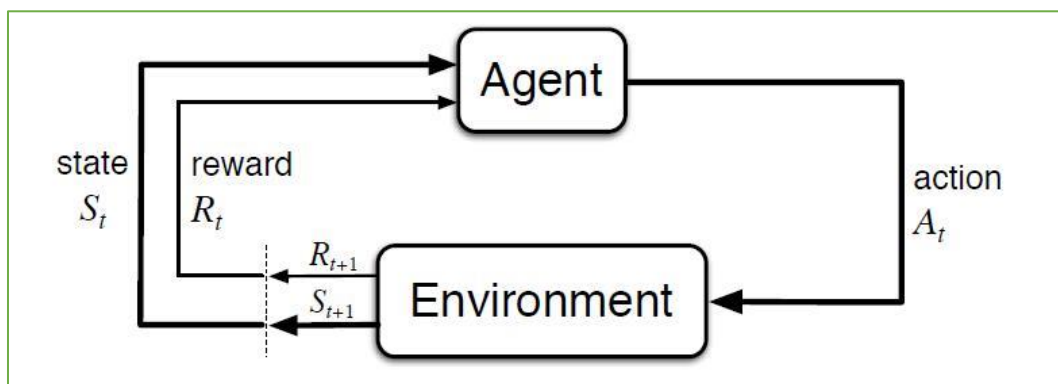 Agent
state
S_t
reward
R_t
action
A_t
R_{t+1}
S_{t+1}
Environment